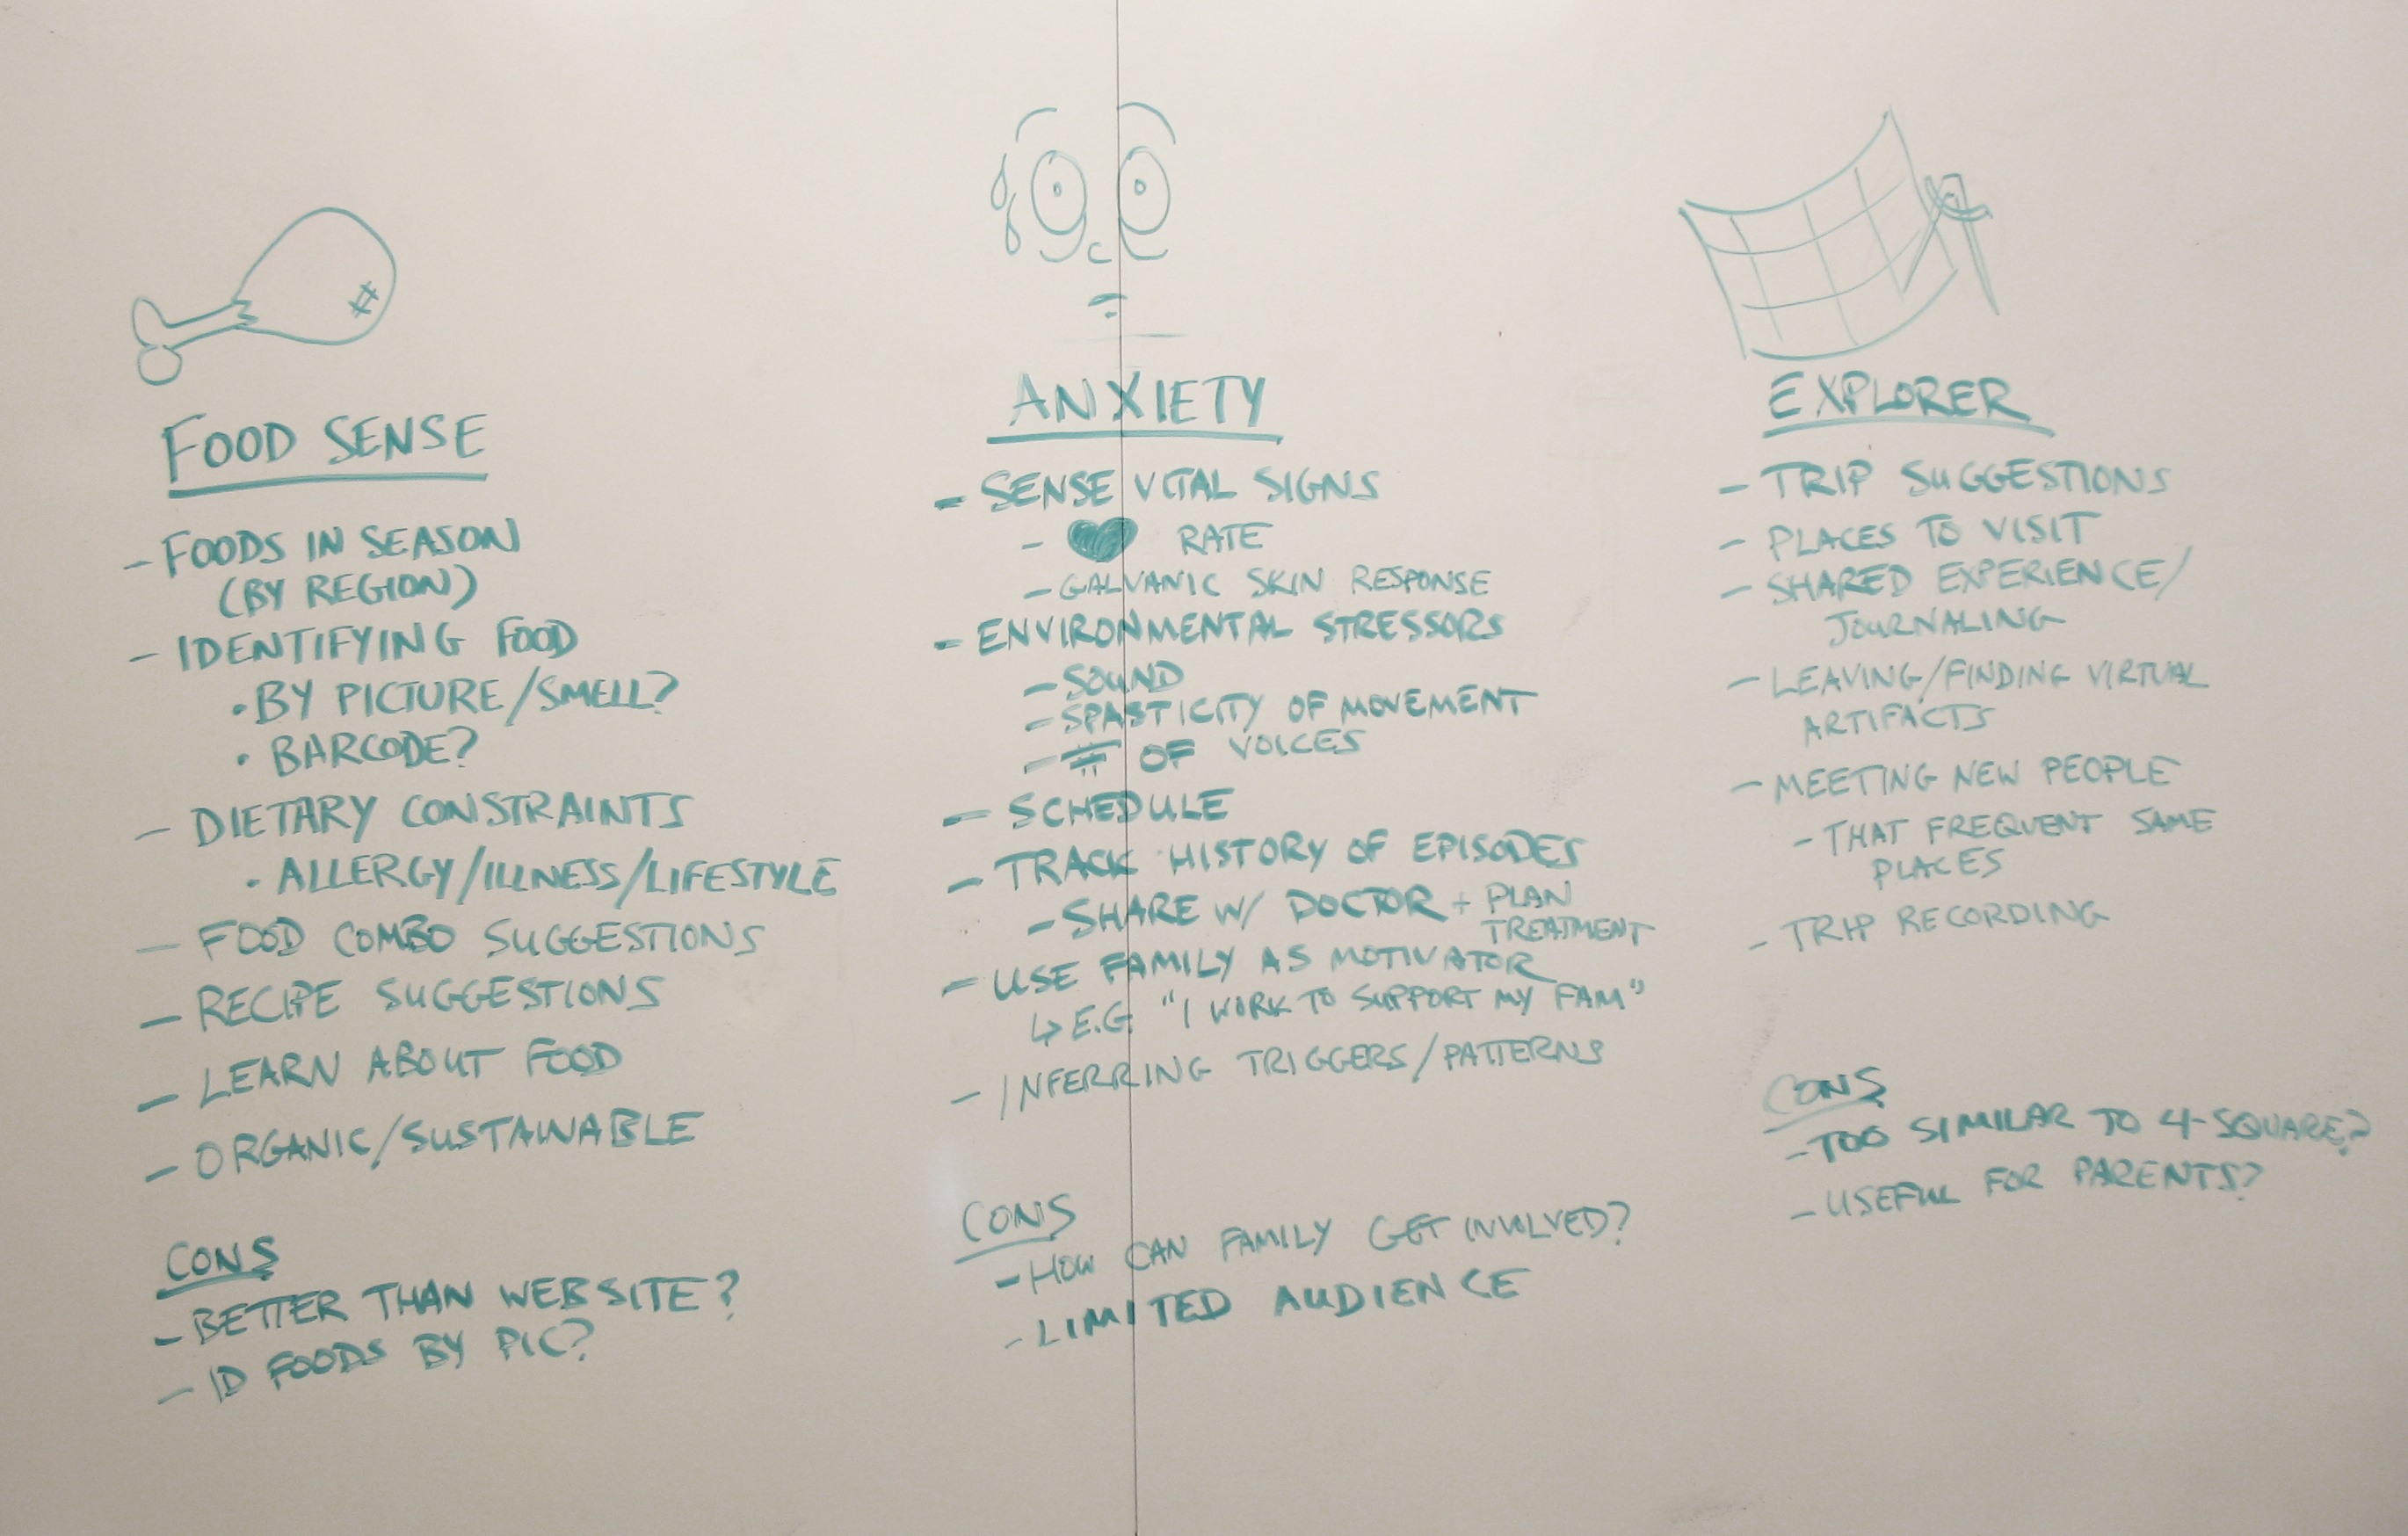 FOOD SENSE
- FOODS IN SEASON
(BY REGION)
- IDENTIFYING FOOD
• BY PICTURE/SMELL?
• BARCODE?
- DIETARY CONSTRAINTS
• ALLERGY/ILLNESS/LIFESTYLE
- FOOD COMBO SUGGESTIONS
- RECIPE SUGGESTIONS
- LEARN ABOUT FOOD
- ORGANIC/SUSTAINABLE
CONS
- BETTER THAN WEBSITE?
- ID FOODS BY PIC?
ANXIETY
- SENSE VITAL SIGNS
- ♥ RATE
- GALVANIC SKIN RESPONSE
- ENVIRONMENTAL STRESSORS
- SOUND
- SPASTICITY OF MOVEMENT
- # OF VOICES
- SCHEDULE
- TRACK HISTORY OF EPISODES
- SHARE W/ DOCTOR + PLAN
TREATMENT
- USE FAMILY AS MOTIVATOR
↳ E.G. "I WORK TO SUPPORT MY FAM"
- INFERRING TRIGGERS/PATTERNS
CONS
- HOW CAN FAMILY GET INVOLVED?
- LIMITED AUDIENCE
EXPLORER
- TRIP SUGGESTIONS
- PLACES TO VISIT
- SHARED EXPERIENCE/
JOURNALING
- LEAVING/FINDING VIRTUAL
ARTIFACTS
- MEETING NEW PEOPLE
- THAT FREQUENT SAME
PLACES
- TRIP RECORDING
CONS
- TOO SIMILAR TO 4-SQUARE?
- USEFUL FOR PARENTS?